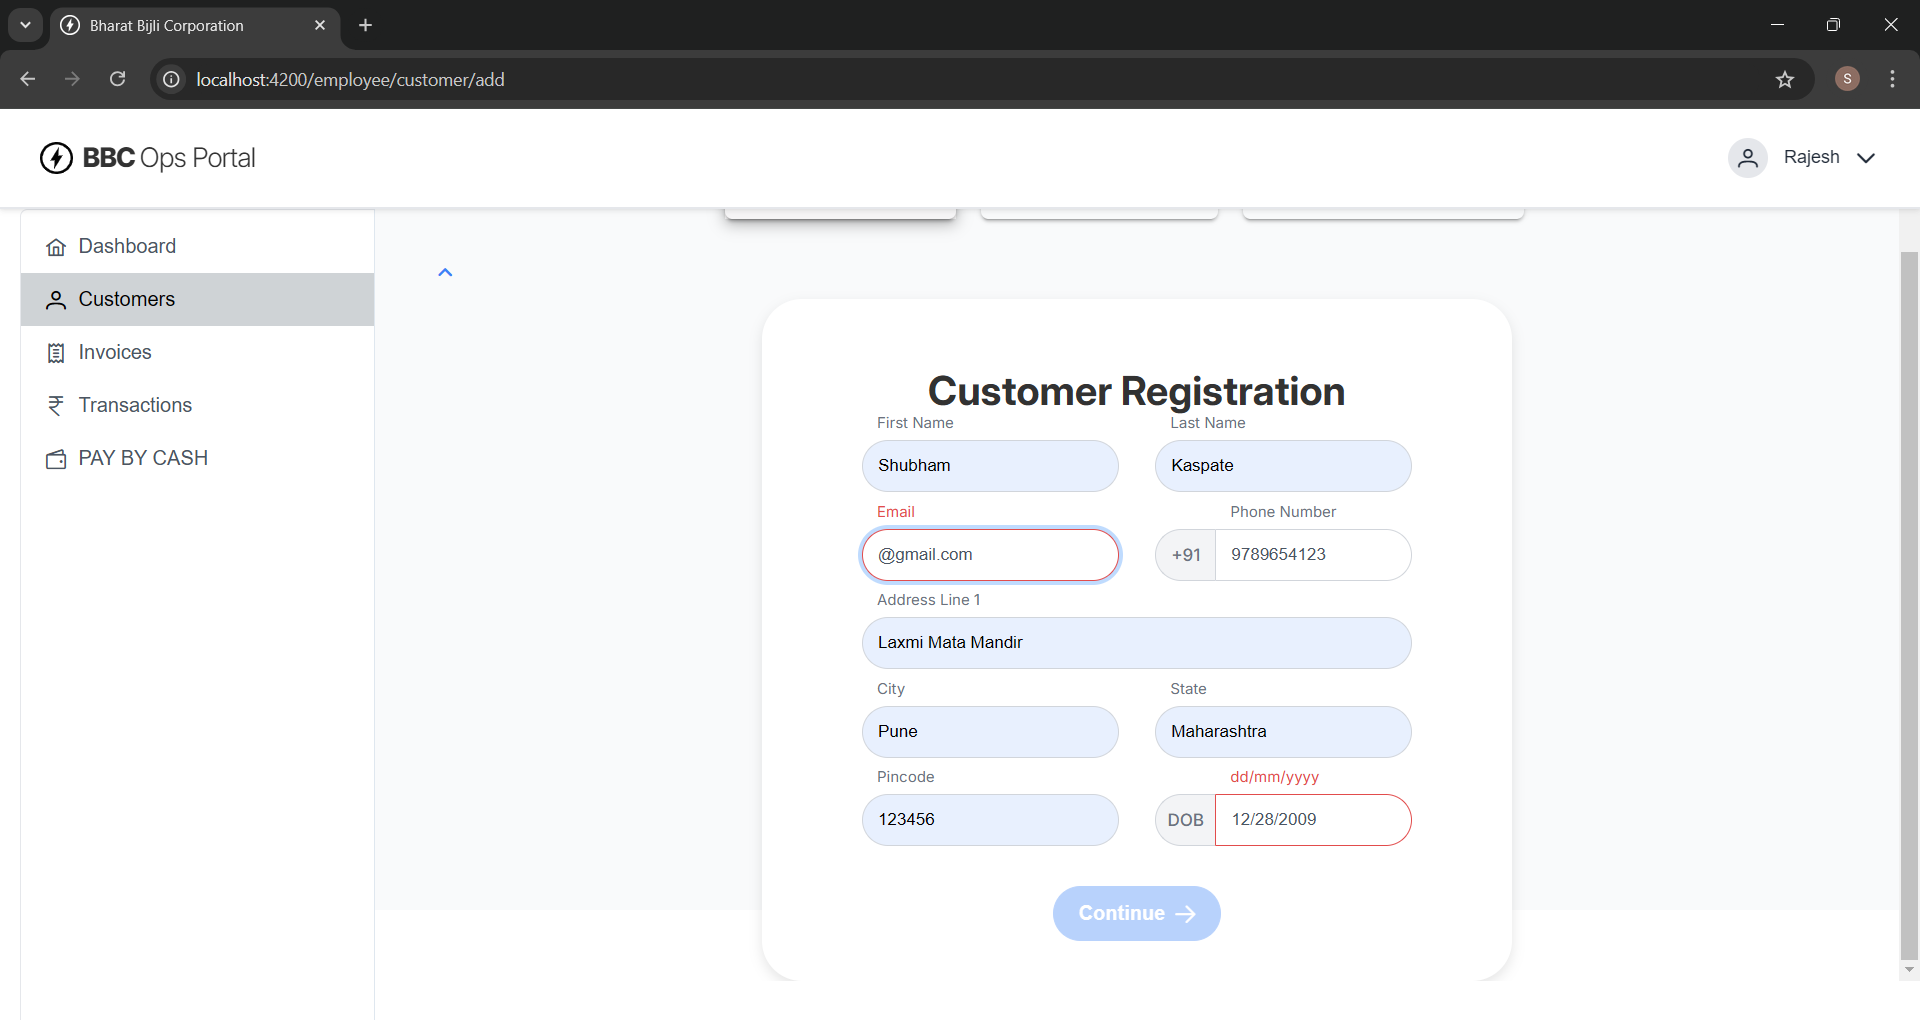 Bharat Bijli Corporation
localhost:4200/employee/customer/add
S
BBC Ops Portal
Rajesh
Dashboard
Customers
Invoices
Transactions
PAY BY CASH
Customer Registration
First Name
Last Name
Shubham
Kaspate
Email
Phone Number
@gmail.com
+91
9789654123
Address Line 1
Laxmi Mata Mandir
City
State
Pune
Maharashtra
Pincode
dd/mm/yyyy
123456
DOB
12/28/2009
Continue